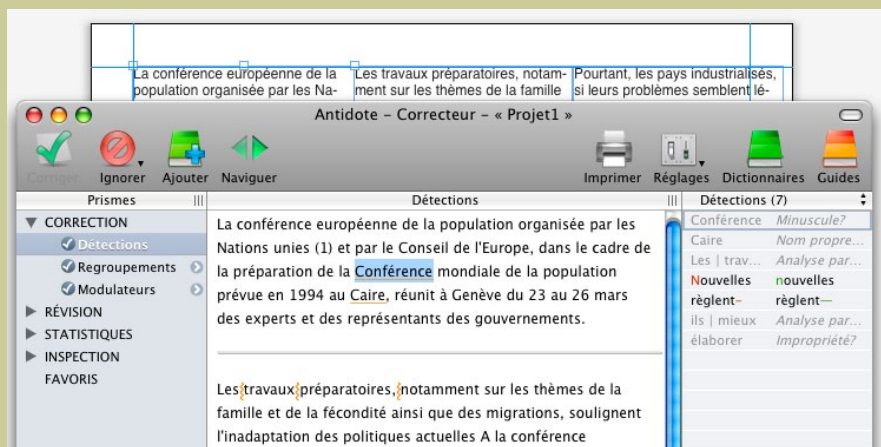 La conférence européenne de la
population organisée par les Na-
Les travaux préparatoires, notam-
ment sur les thèmes de la famille
Pourtant, les pays industrialisés,
si leurs problèmes semblent lé-
Antidote – Correcteur – « Projet1 »
Corriger Ignorer Ajouter Naviguer Imprimer Réglages Dictionnaires Guides
Prismes
CORRECTION
Détections
Regroupements
Modulateurs
RÉVISION
STATISTIQUES
INSPECTION
FAVORIS
Détections
La conférence européenne de la population organisée par les
Nations unies (1) et par le Conseil de l'Europe, dans le cadre de
la préparation de la Conférence mondiale de la population
prévue en 1994 au Caire, réunit à Genève du 23 au 26 mars
des experts et des représentants des gouvernements.
Les travaux préparatoires, notamment sur les thèmes de la
famille et de la fécondité ainsi que des migrations, soulignent
l'inadaptation des politiques actuelles A la conférence
Détections (7)
Conférence Minuscule?
Caire Nom propre...
Les | trav... Analyse par...
Nouvelles nouvelles
règlent– règlent—
ils | mieux Analyse par...
élaborer Impropriété?